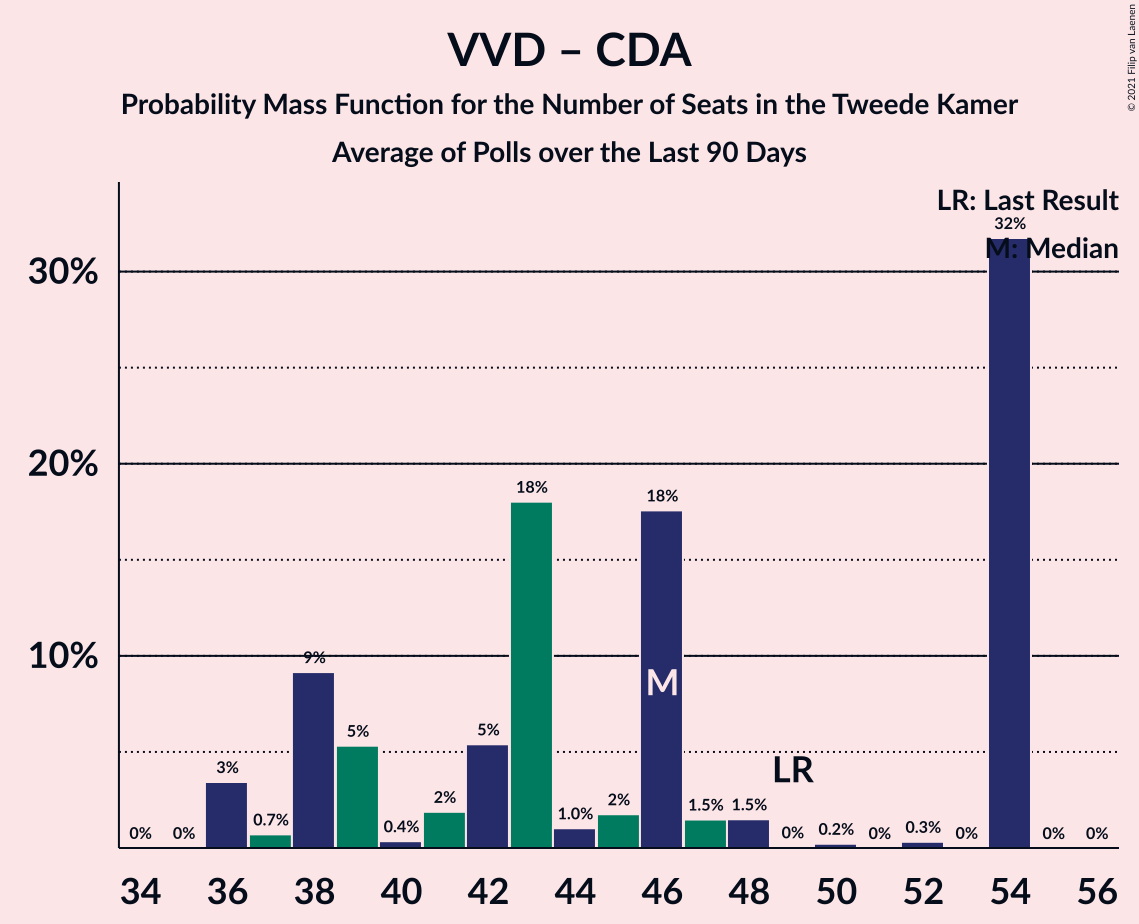 VVD – CDA
Probability Mass Function for the Number of Seats in the Tweede Kamer
Average of Polls over the Last 90 Days
© 2021 Filip van Laenen
LR: Last Result
M: Median
30%
20%
10%
0% 0% 3% 0.7% 9% 5% 0.4% 2% 5% 18% 1.0% 2% 18% 1.5% 1.5% 0% 0.2% 0% 0.3% 0% 32% 0% 0%
M
LR
34 36 38 40 42 44 46 48 50 52 54 56